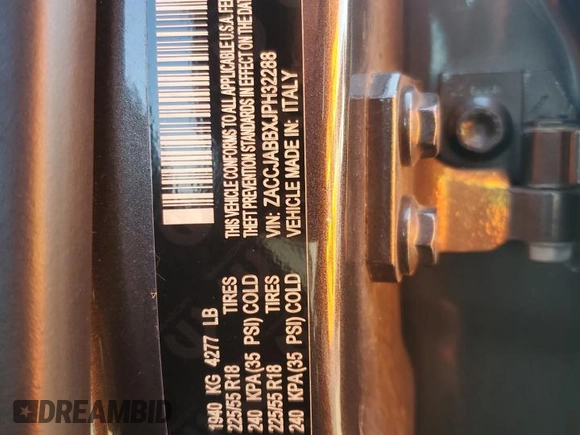 THIS VEHICLE CONFORMS TO ALL APPLICABLE U.S.A. FE
THEFT PREVENTION STANDARDS IN EFFECT ON THE DAT
VIN: ZACCJABBXJPH32288
VEHICLE MADE IN: ITALY
1940 KG 4277 LB
225/55 R18 TIRES
240 KPA(35 PSI) COLD
225/55 R18 TIRES
240 KPA(35 PSI) COLD
DREAMBID